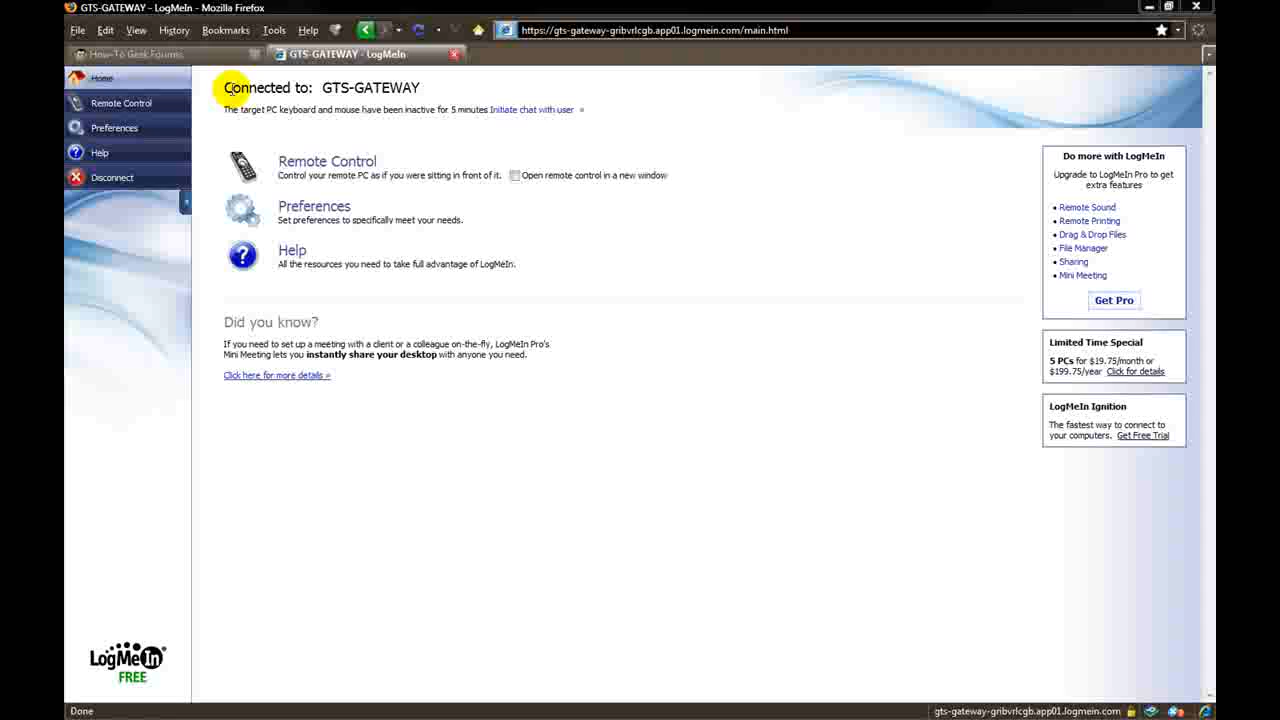 GTS-GATEWAY - LogMeIn - Mozilla Firefox
File Edit View History Bookmarks Tools Help
https://gts-gateway-gribvrlcgb.app01.logmein.com/main.html
How-To Geek Forums
GTS-GATEWAY - LogMeIn
Home
Remote Control
Preferences
Help
Disconnect
Connected to: GTS-GATEWAY
The target PC keyboard and mouse have been inactive for 5 minutes Initiate chat with user »
Remote Control
Control your remote PC as if you were sitting in front of it. Open remote control in a new window
Preferences
Set preferences to specifically meet your needs.
Help
All the resources you need to take full advantage of LogMeIn.
Did you know?
If you need to set up a meeting with a client or a colleague on-the-fly, LogMeIn Pro's
Mini Meeting lets you instantly share your desktop with anyone you need.
Click here for more details »
Do more with LogMeIn
Upgrade to LogMeIn Pro to get
extra features
• Remote Sound
• Remote Printing
• Drag & Drop Files
• File Manager
• Sharing
• Mini Meeting
Get Pro
Limited Time Special
5 PCs for $19.75/month or
$199.75/year Click for details
LogMeIn Ignition
The fastest way to connect to
your computers. Get Free Trial
LogMeIn
FREE
Done
gts-gateway-gribvrlcgb.app01.logmein.com